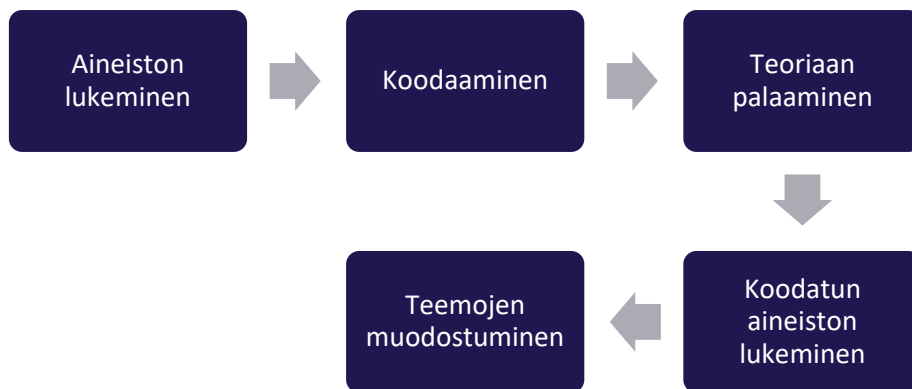 Aineiston
lukeminen
Koodaaminen
Teoriaan
palaaminen
Koodatun
aineiston
lukeminen
Teemojen
muodostuminen